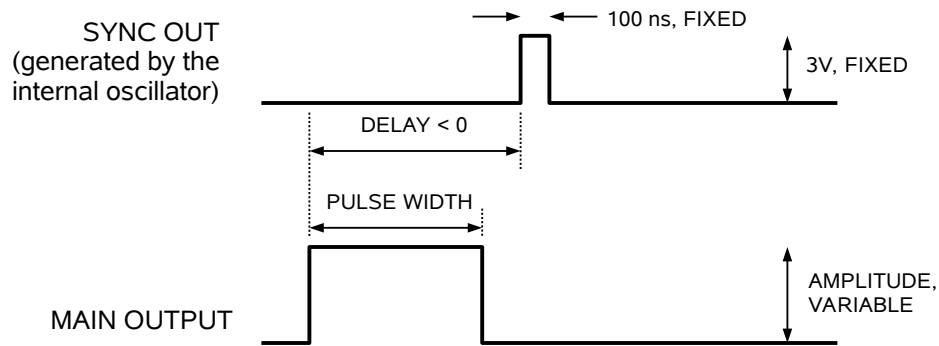 100 ns, FIXED
SYNC OUT
(generated by the
internal oscillator)
3V, FIXED
DELAY < 0
PULSE WIDTH
AMPLITUDE,
VARIABLE
MAIN OUTPUT